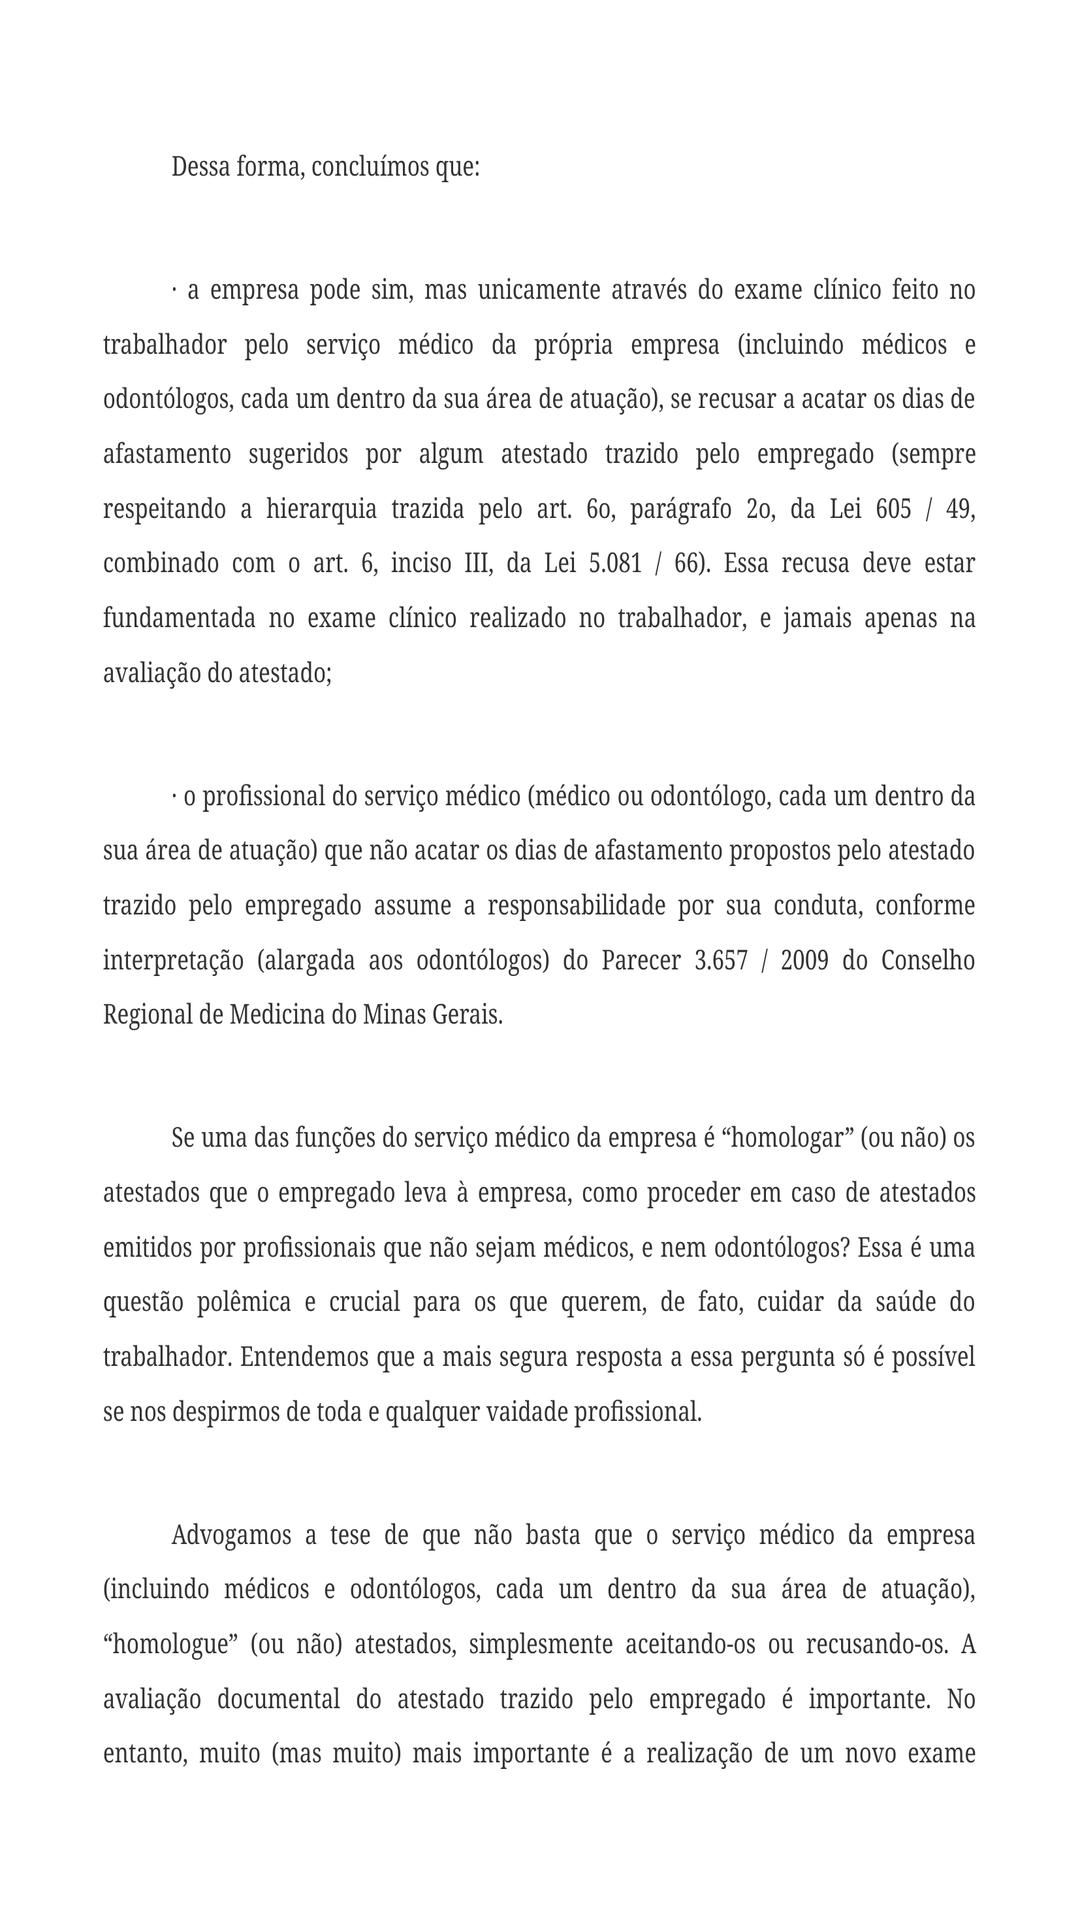 Dessa forma, concluímos que:
· a empresa pode sim, mas unicamente através do exame clínico feito no
trabalhador pelo serviço médico da própria empresa (incluindo médicos e
odontólogos, cada um dentro da sua área de atuação), se recusar a acatar os dias de
afastamento sugeridos por algum atestado trazido pelo empregado (sempre
respeitando a hierarquia trazida pelo art. 6o, parágrafo 2o, da Lei 605 / 49,
combinado com o art. 6, inciso III, da Lei 5.081 / 66). Essa recusa deve estar
fundamentada no exame clínico realizado no trabalhador, e jamais apenas na
avaliação do atestado;
· o profissional do serviço médico (médico ou odontólogo, cada um dentro da
sua área de atuação) que não acatar os dias de afastamento propostos pelo atestado
trazido pelo empregado assume a responsabilidade por sua conduta, conforme
interpretação (alargada aos odontólogos) do Parecer 3.657 / 2009 do Conselho
Regional de Medicina do Minas Gerais.
Se uma das funções do serviço médico da empresa é “homologar” (ou não) os
atestados que o empregado leva à empresa, como proceder em caso de atestados
emitidos por profissionais que não sejam médicos, e nem odontólogos? Essa é uma
questão polêmica e crucial para os que querem, de fato, cuidar da saúde do
trabalhador. Entendemos que a mais segura resposta a essa pergunta só é possível
se nos despirmos de toda e qualquer vaidade profissional.
Advogamos a tese de que não basta que o serviço médico da empresa
(incluindo médicos e odontólogos, cada um dentro da sua área de atuação),
“homologue” (ou não) atestados, simplesmente aceitando-os ou recusando-os. A
avaliação documental do atestado trazido pelo empregado é importante. No
entanto, muito (mas muito) mais importante é a realização de um novo exame